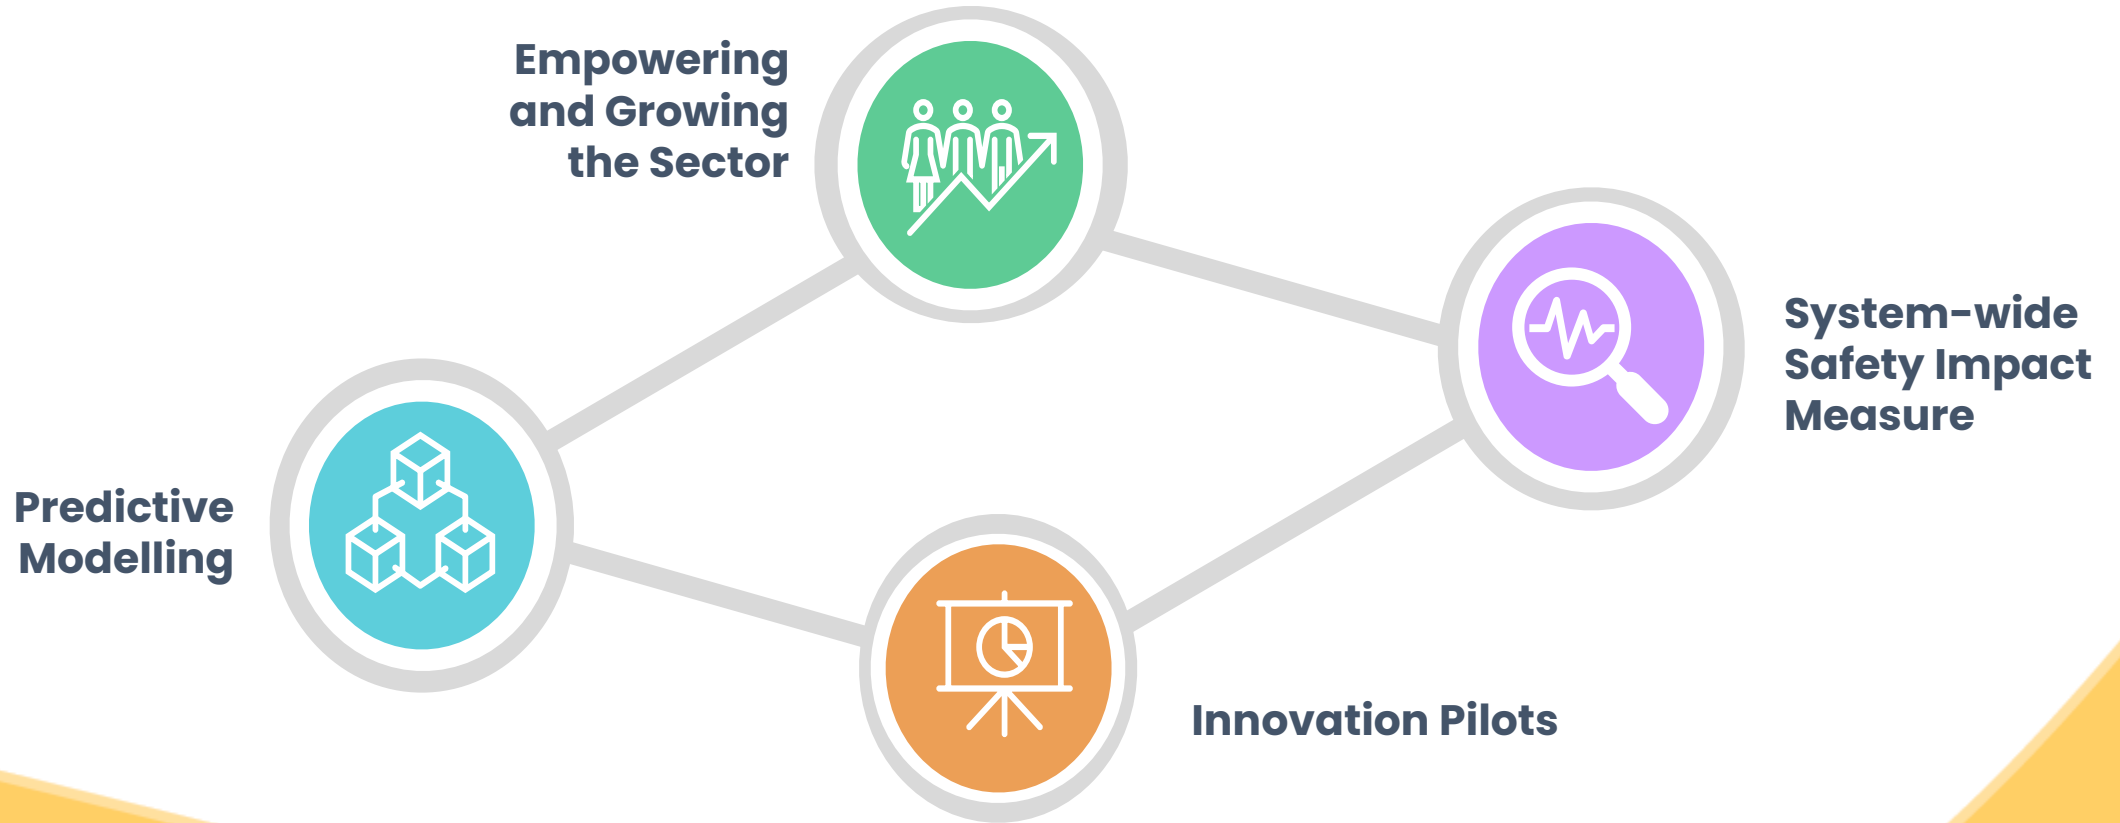 Empowering
and Growing
the Sector
System-wide
Safety Impact
Measure
Predictive
Modelling
Innovation Pilots